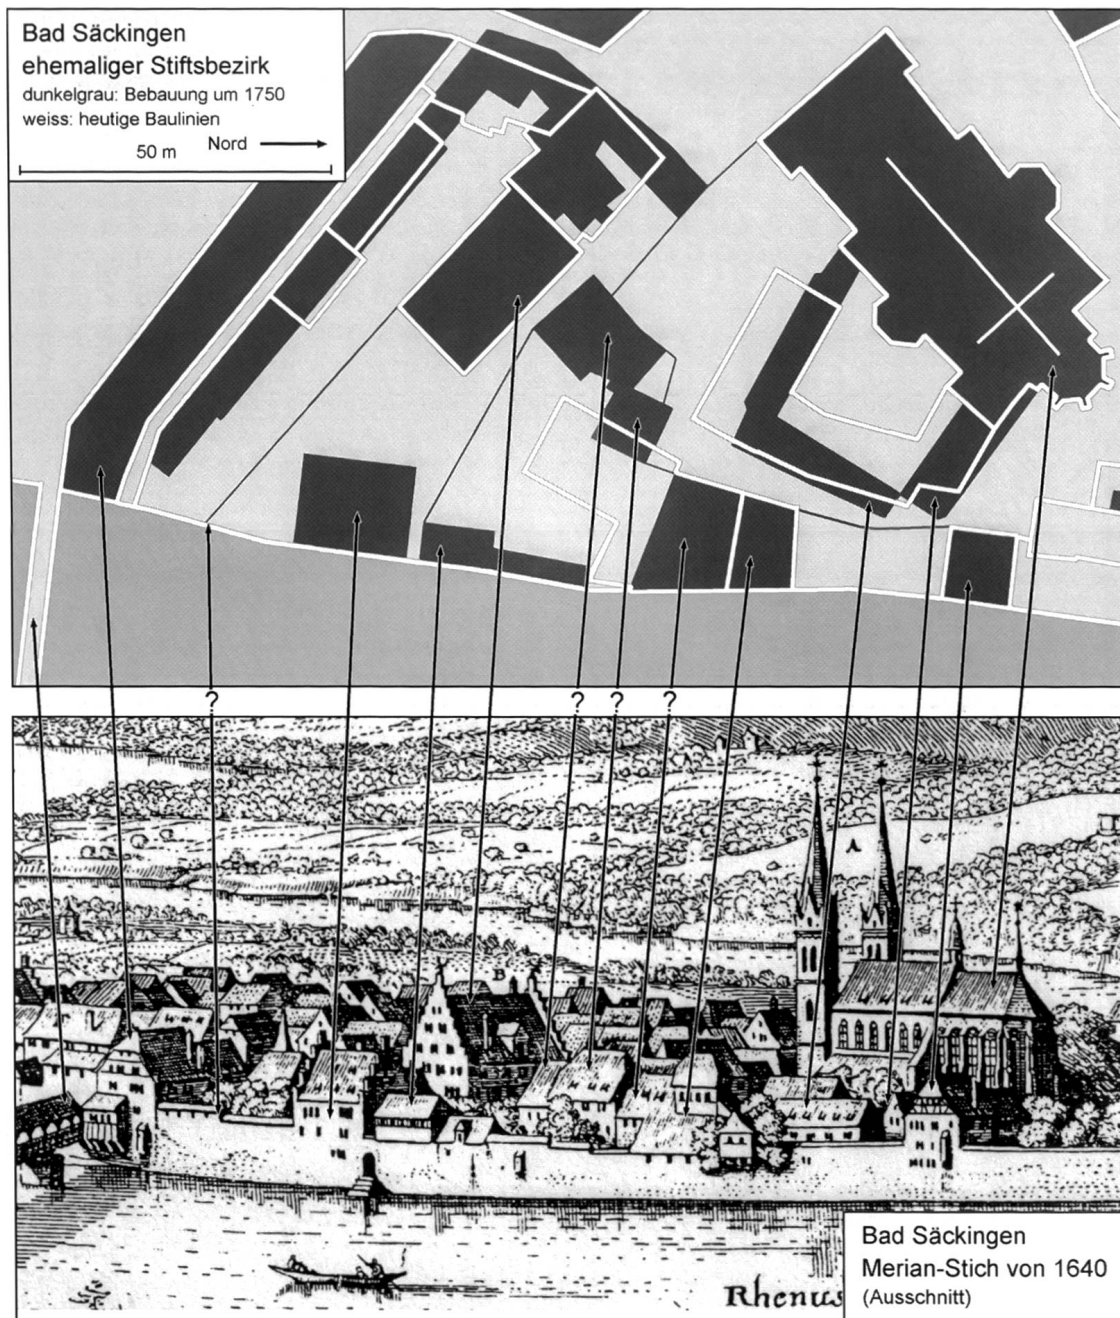 Bad Säckingen
ehemaliger Stiftsbezirk
dunkelgrau: Bebauung um 1750
weiss: heutige Baulinien
Nord
50 m
? ? ? ?
A
B
Rhenus
Bad Säckingen
Merian-Stich von 1640
(Ausschnitt)